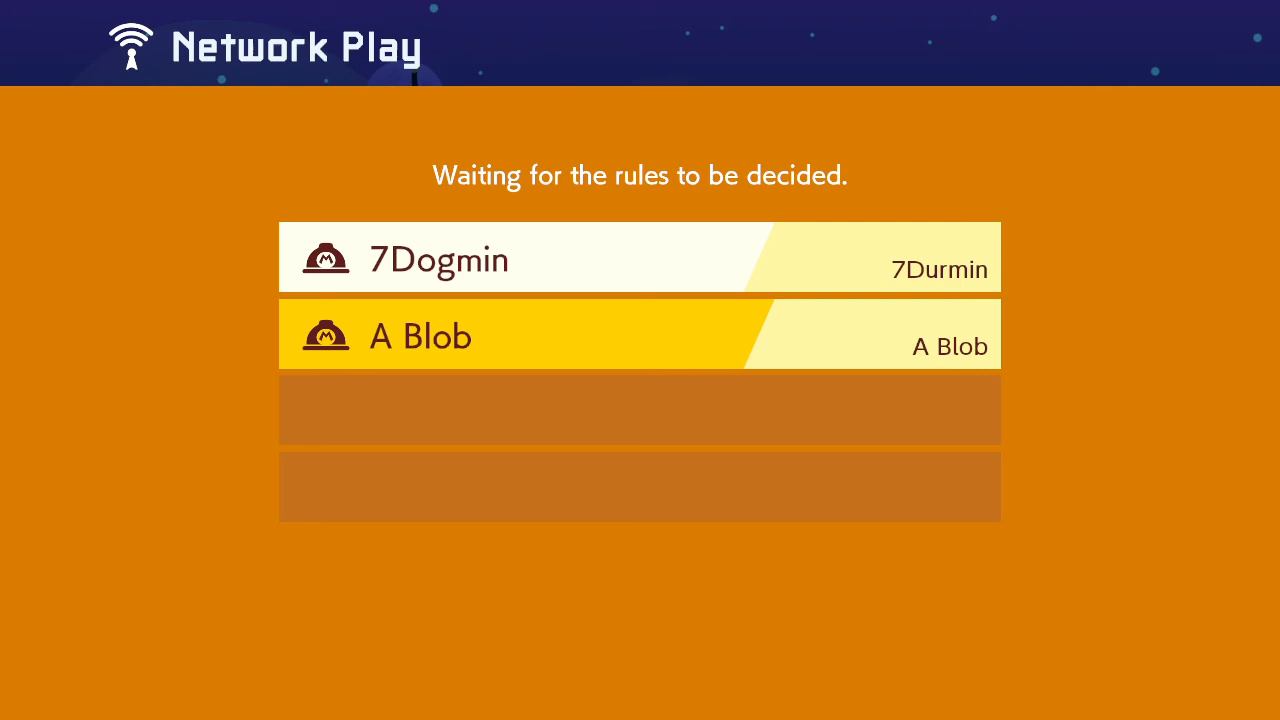 Network Play
Waiting for the rules to be decided.
7Dogmin 7Durmin
A Blob A Blob